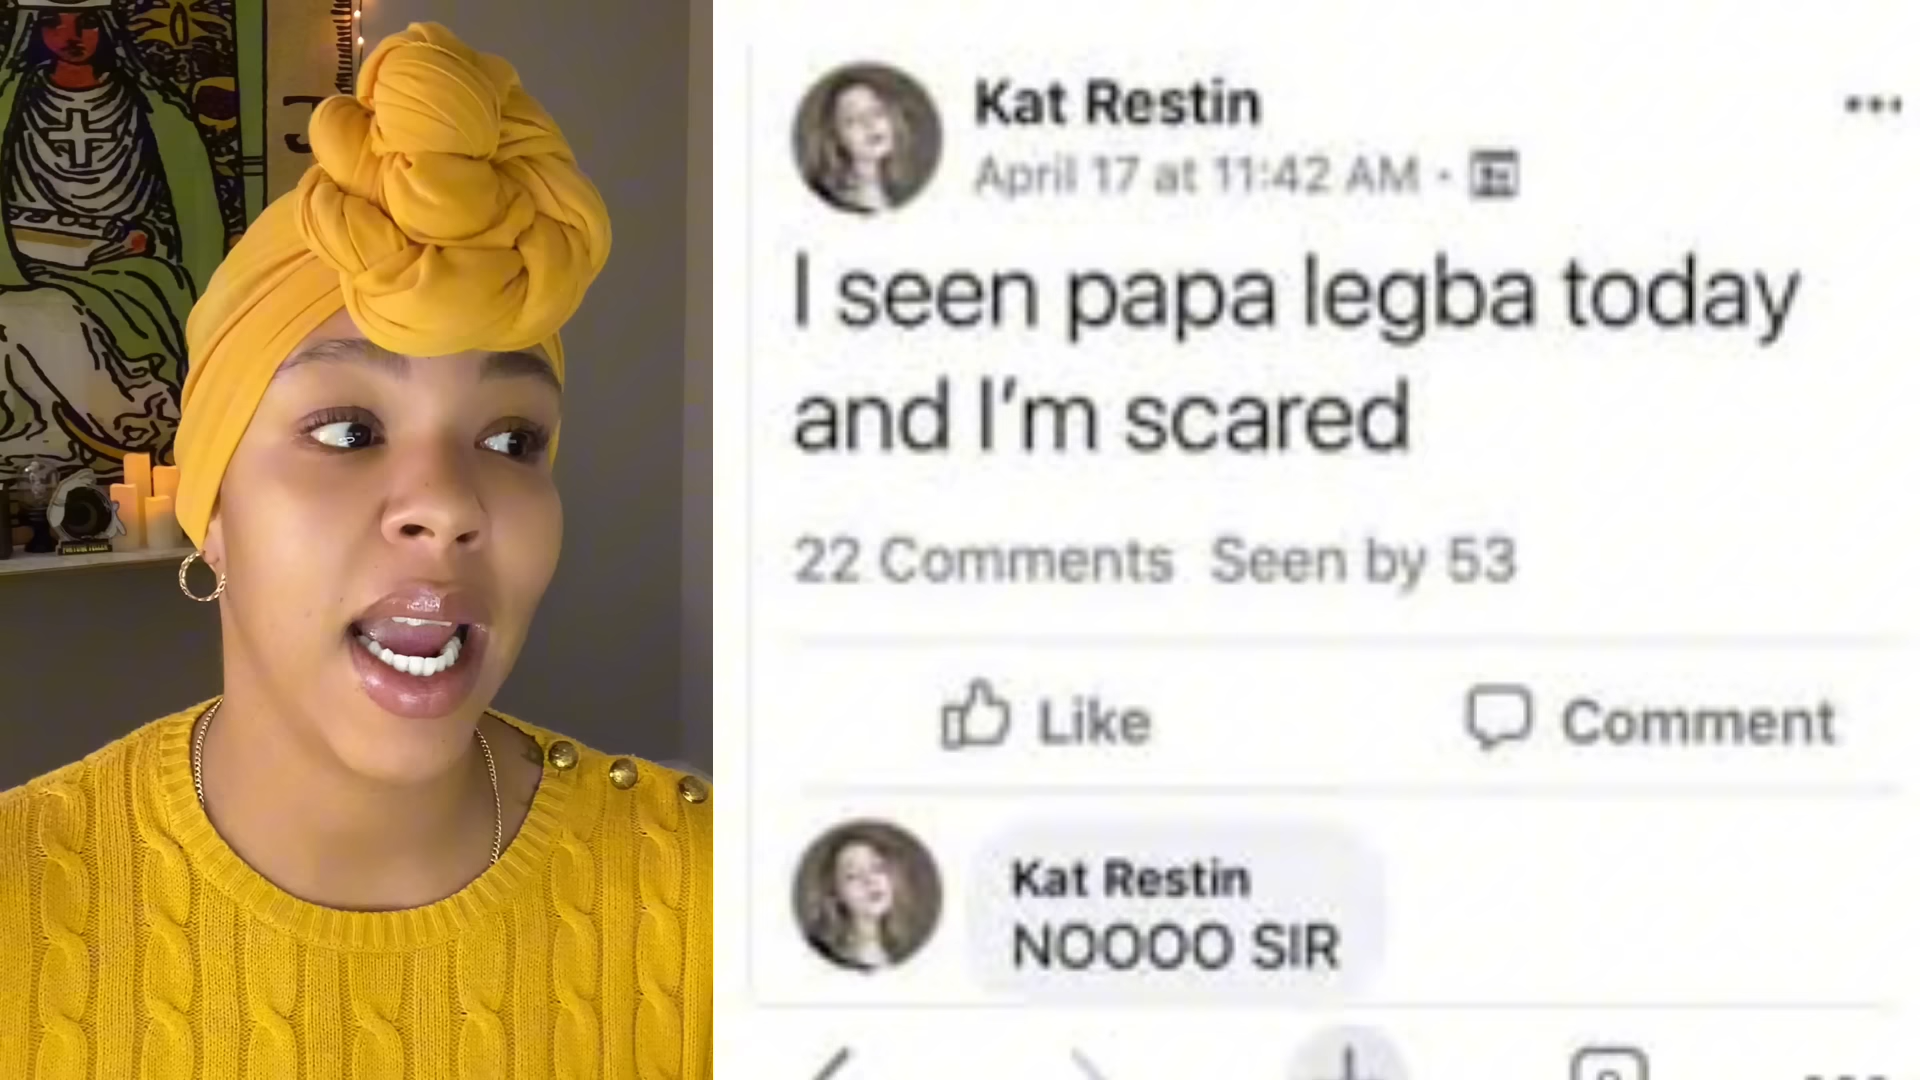 Kat Restin
April 17 at 11:42 AM ·
I seen papa legba today
and I'm scared
22 Comments Seen by 53
Like
Comment
Kat Restin
NOOOO SIR
J